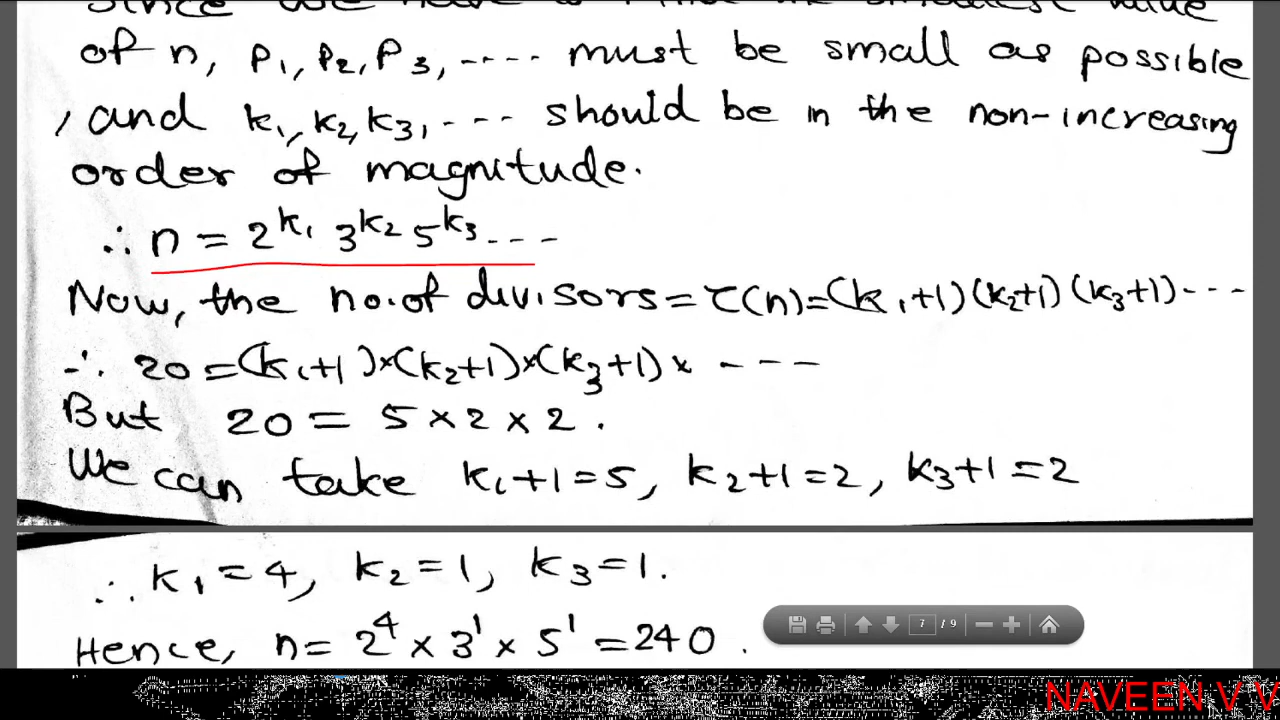 of n, P1, P2, P3, ---- must be small as possible
, and k1, k2, k3, --- should be in the non-increasing
order of magnitude.
∴ n = 2^k1 3^k2 5^k3 ---
Now, the no. of divisors = τ(n) = (k1+1) (k2+1) (k3+1) ---
∴ 20 = (k1+1) × (k2+1) × (k3+1) × ----
But 20 = 5 × 2 × 2.
We can take k1+1=5, k2+1=2, k3+1=2
∴ k1=4, k2=1, k3=1.
7 / 9
Hence, n = 2^4 × 3^1 × 5^1 = 240.
NAVEEN V V